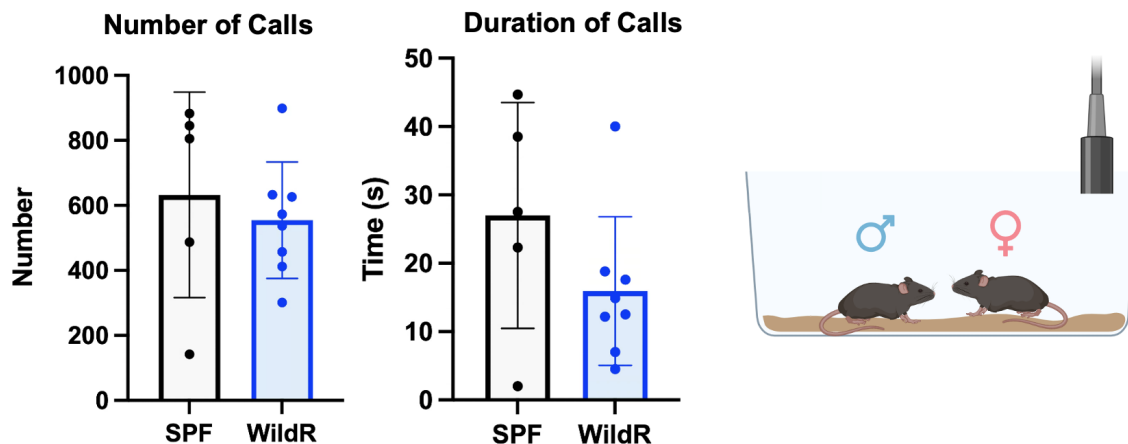 Number of Calls
Number
1000
800
600
400
200
0
SPF WildR
Duration of Calls
Time (s)
50
40
30
20
10
0
SPF WildR
♂ ♀